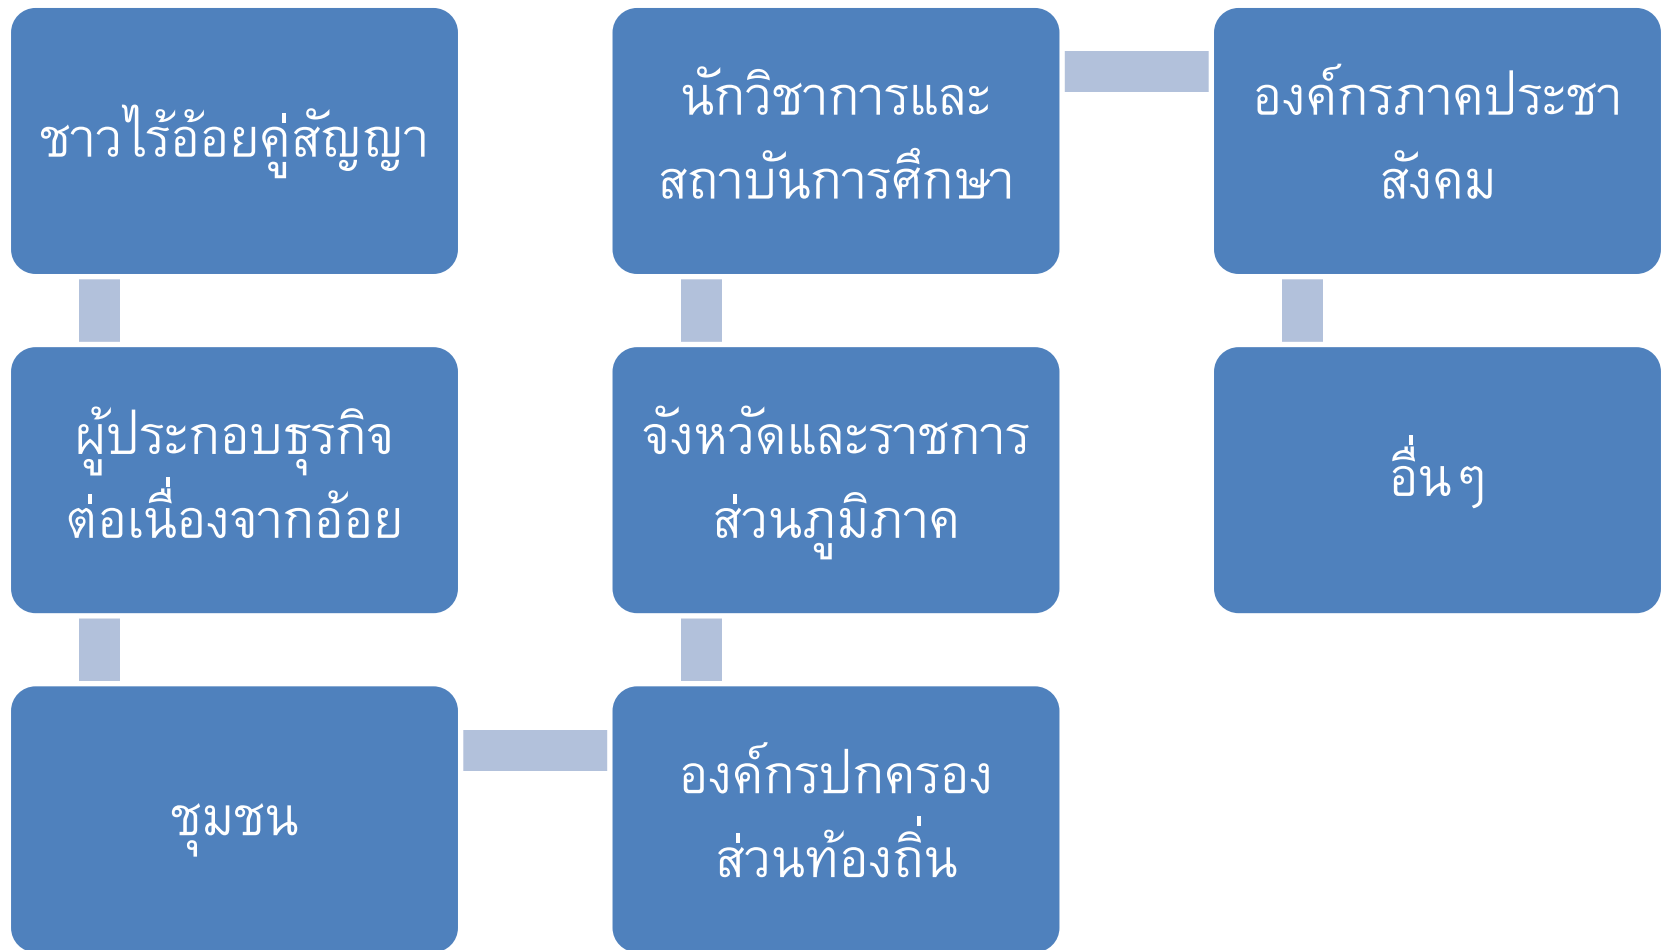 ชาวไร่อ้อยคู่สัญญา
ผู้ประกอบธุรกิจ
ต่อเนื่องจากอ้อย
ชุมชน
องค์กรปกครอง
ส่วนท้องถิ่น
จังหวัดและราชการ
ส่วนภูมิภาค
นักวิชาการและ
สถาบันการศึกษา
องค์กรภาคประชา
สังคม
อื่นๆ